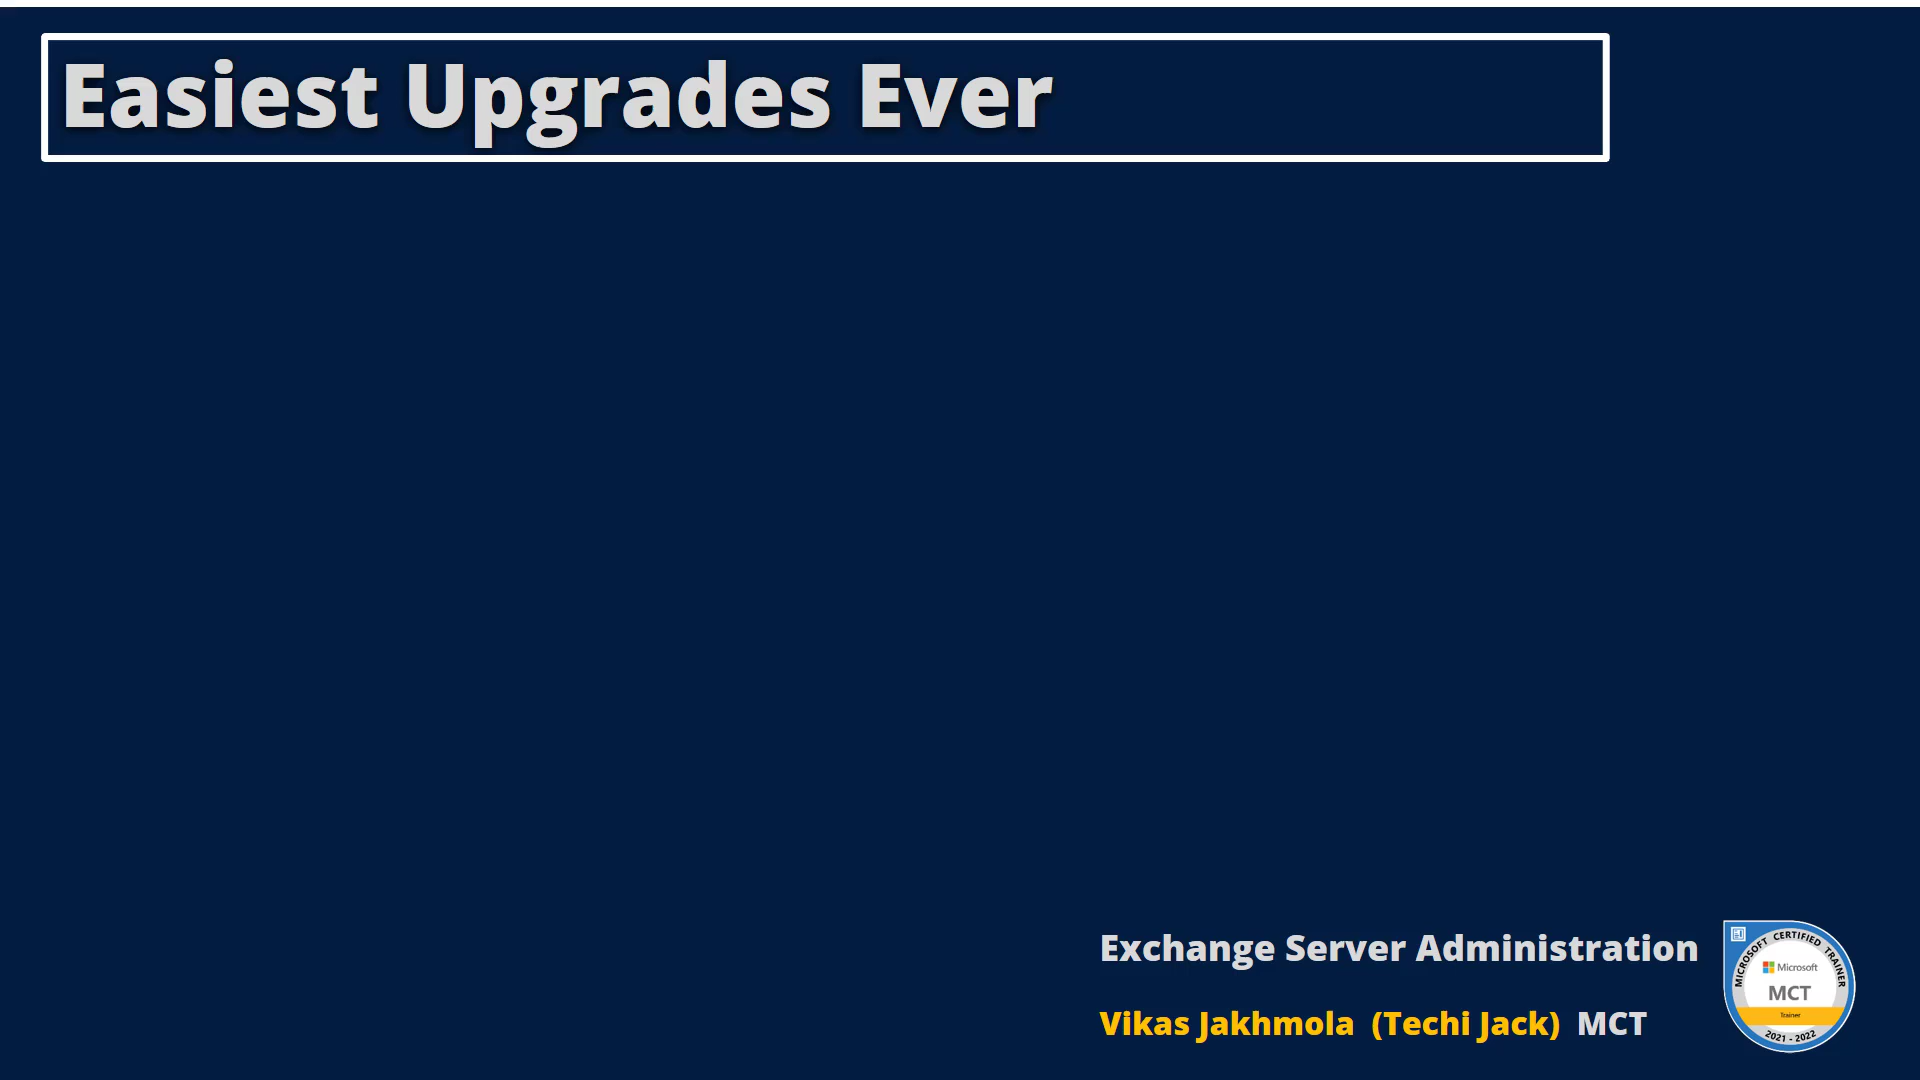 Easiest Upgrades Ever
Exchange Server Administration
Vikas Jakhmola (Techi Jack) MCT
MICROSOFT CERTIFIED TRAINER
Microsoft
MCT
Trainer
2021 - 2022